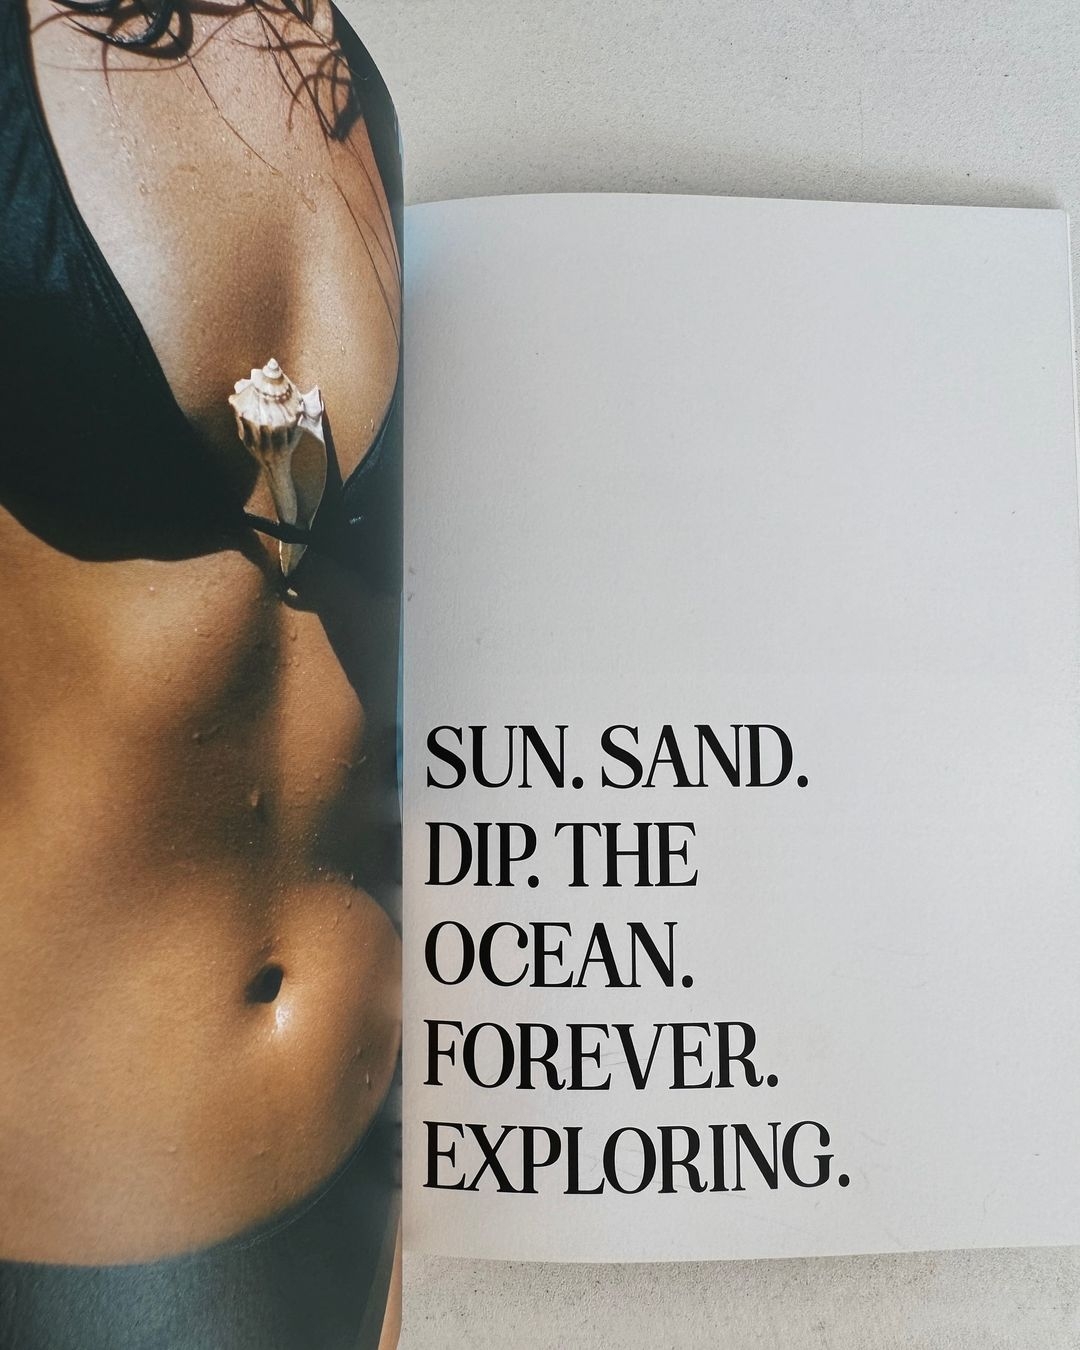 SUN. SAND.
DIP. THE
OCEAN.
FOREVER.
EXPLORING.